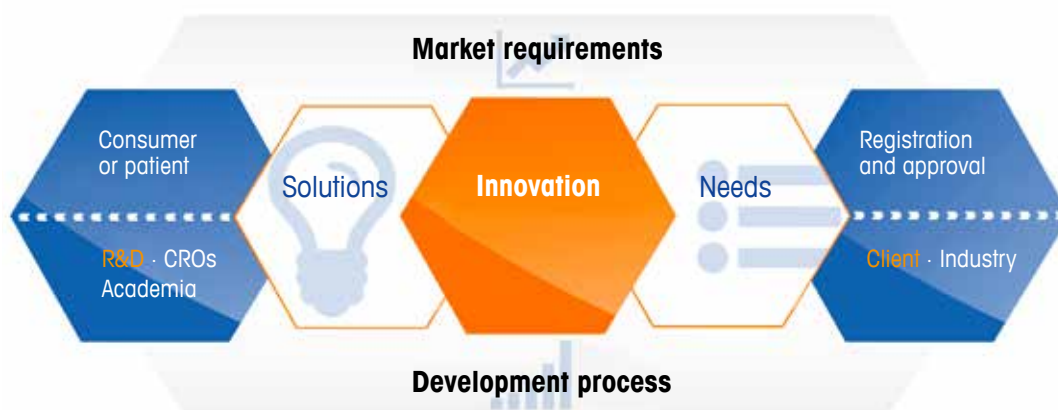 Market requirements
Consumer
or patient
R&D · CROs
Academia
Solutions
Innovation
Needs
Registration
and approval
Client · Industry
Development process